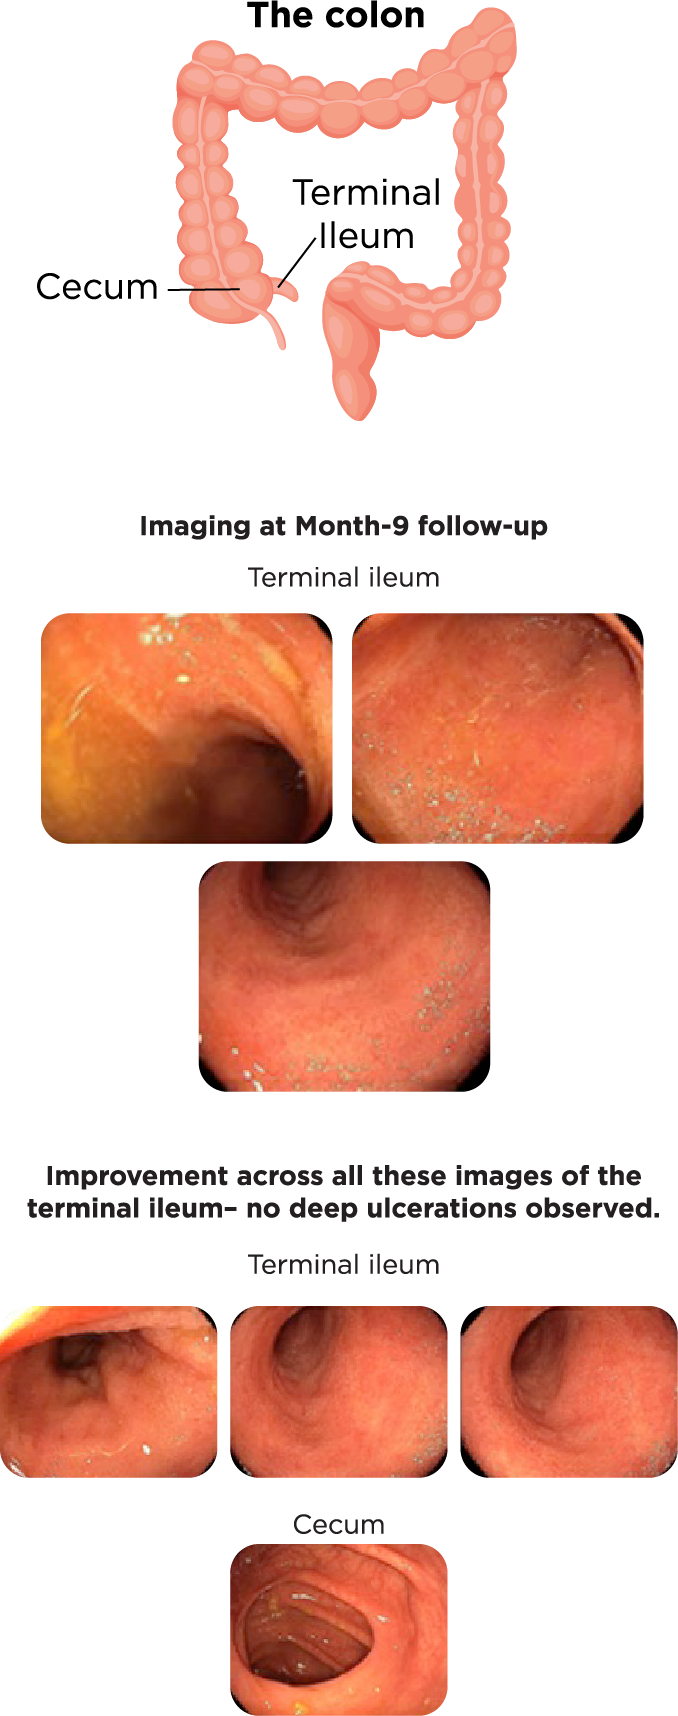 The colon
Terminal
Ileum
Cecum
Imaging at Month-9 follow-up
Terminal ileum
Improvement across all these images of the
terminal ileum– no deep ulcerations observed.
Terminal ileum
Cecum